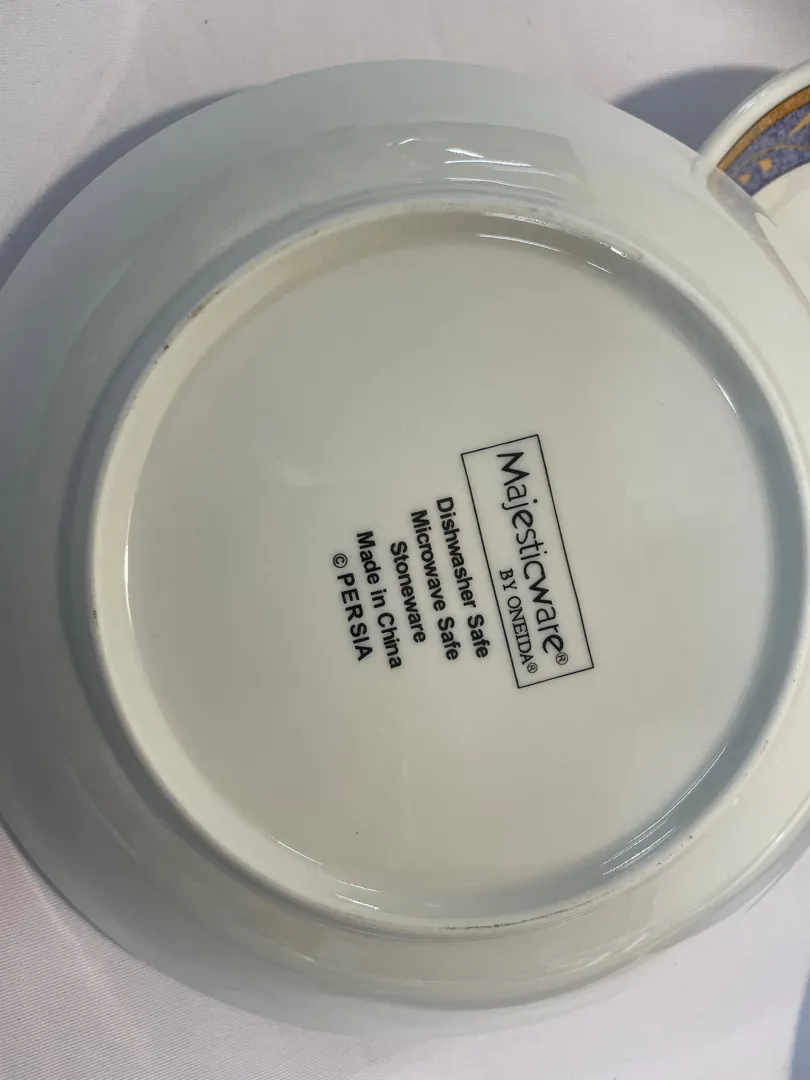 Majesticware®
BY ONEIDA®
Dishwasher Safe
Microwave Safe
Stoneware
Made in China
© PERSIA